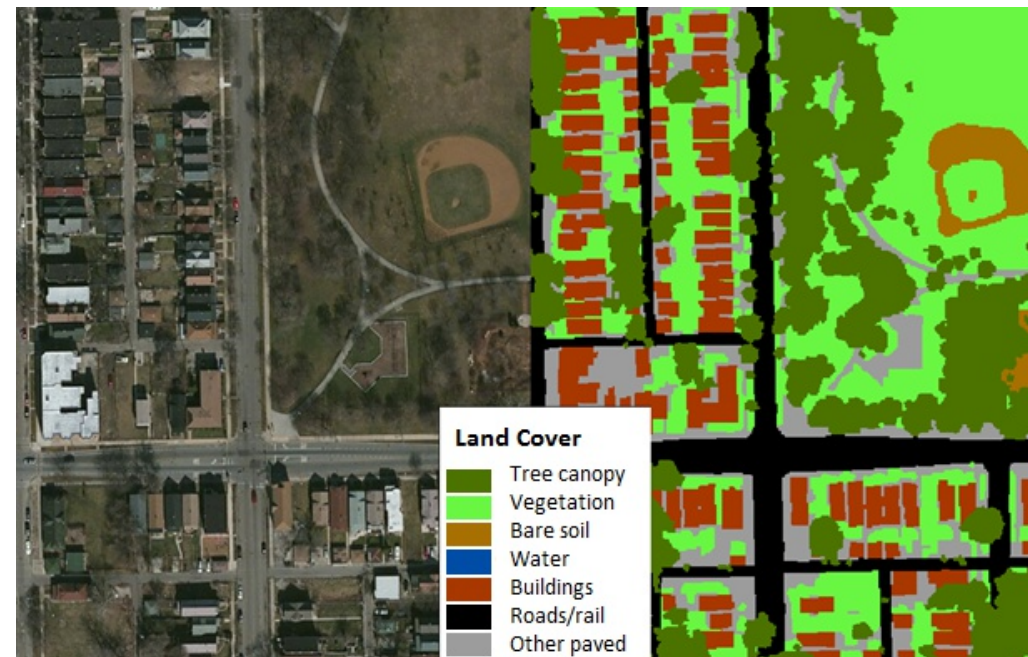 Land Cover
Tree canopy
Vegetation
Bare soil
Water
Buildings
Roads/rail
Other paved